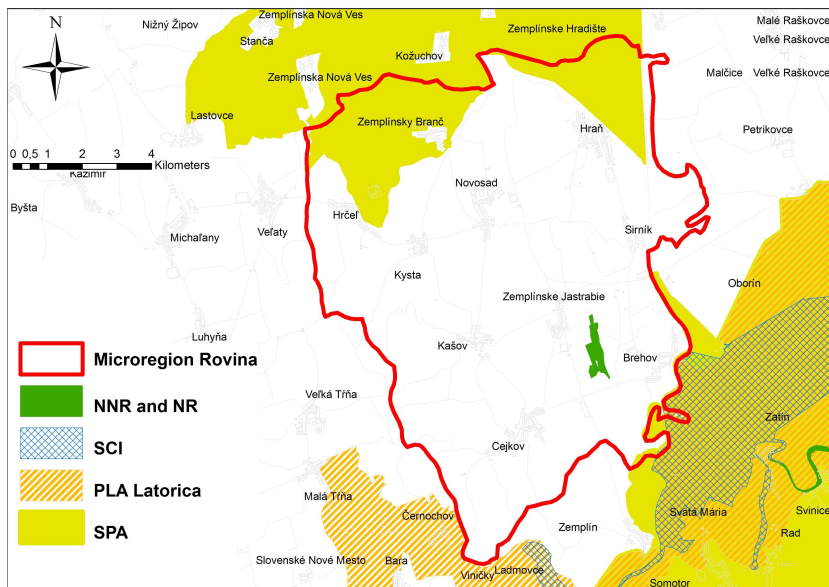 Nižný Žipov
Zemplínska Nová Ves
Zemplínske Hradište
Malé Raškovce
Stanča
N
Veľké Raškovce
Kožuchov
Zemplínska Nová Ves
Malčice
Veľké Raškovce
Lastovce
Zemplínsky Branč
Hraň
Petrikovce
0 0,5 1 2 3 4
Kilometers
Kazimír
Novosad
Byšta
Hrčeľ
Michaľany
Veľaty
Sirník
Kysta
Oborín
Zemplínske Jastrabie
Luhyňa
Kašov
Microregion Rovina
Brehov
NNR and NR
Veľká Tŕňa
Zatín
SCI
Cejkov
PLA Latorica
Malá Tŕňa
Černochov
Zemplín
Svätá Mária
Svinice
SPA
Rad
Slovenské Nové Mesto
Bara
Viničky
Ladmovce
Somotor